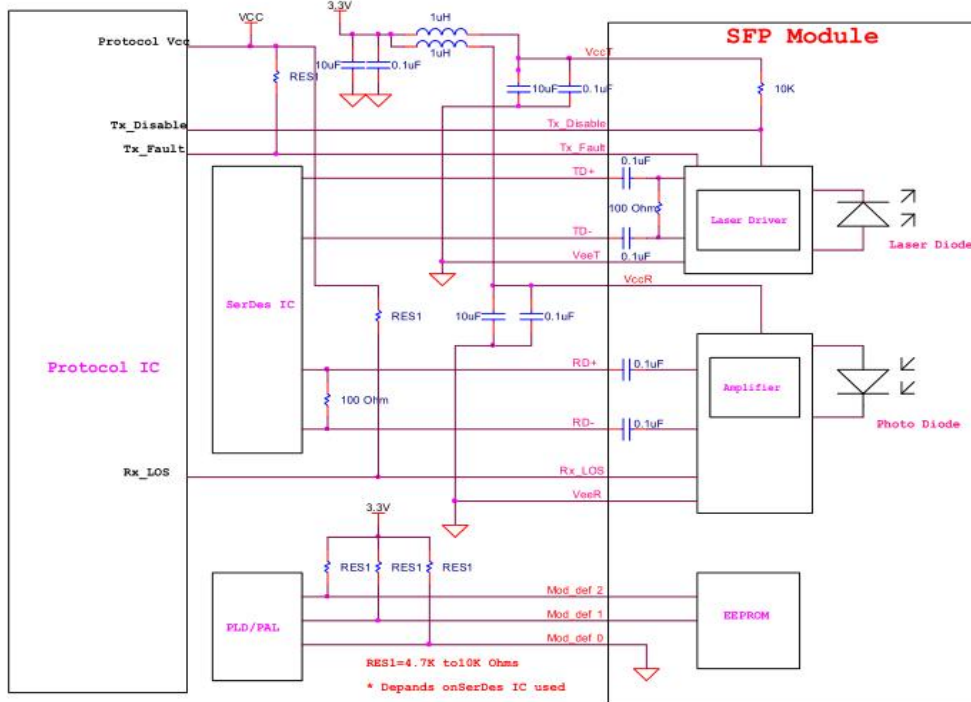 3.3V
1uH
VCC
SFP Module
Protocol Vcc
1uH
VccT
RES1
10uF
0.1uF
10uF
0.1uF
10K
Tx_Disable
Tx_Disable
Tx_Fault
Tx_Fault
0.1uF
TD+
100 Ohm
Laser Driver
TD-
Laser Diode
0.1uF
VeeT
VccR
SerDes IC
RES1
10uF
0.1uF
Protocol IC
RD+
0.1uF
Amplifier
100 Ohm
RD-
0.1uF
Photo Diode
Rx_LOS
Rx_LOS
VeeR
3.3V
RES1
RES1
RES1
Mod_def 2
PLD/PAL
Mod_def 1
EEPROM
Mod_def 0
RES1=4.7K to10K Ohms
* Depands onSerDes IC used